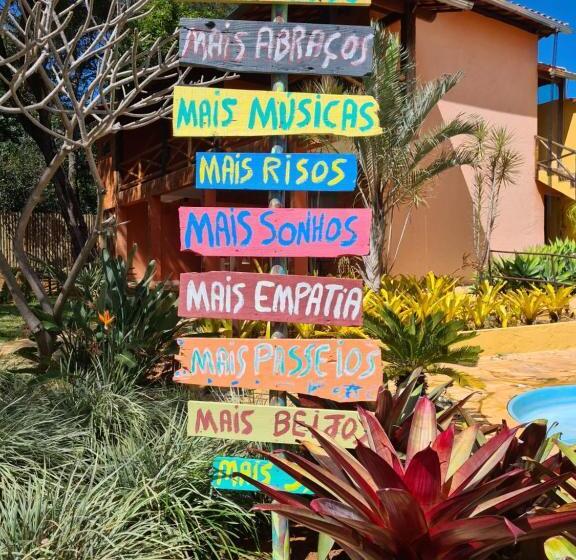 MAIS ABRAÇOS
MAIS MÚSICAS
MAIS RISOS
MAIS SONHOS
MAIS EMPATIA
MAIS PASSEIOS
MAIS BEIJO
MAIS